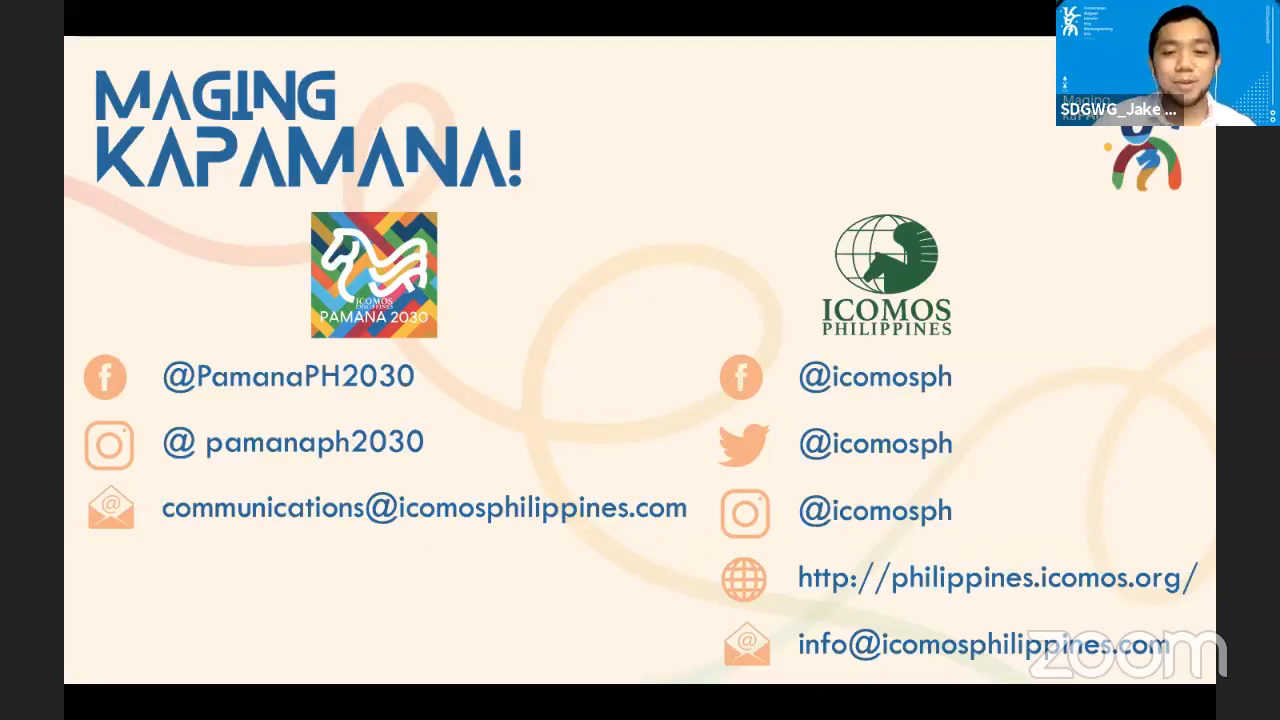 MAGING
KAPAMANA!
SDGWG_Jake ...
ICOMOS
PHILIPPINES
PAMANA 2030
ICOMOS
PHILIPPINES
@PamanaPH2030
@ pamanaph2030
communications@icomosphilippines.com
@icomosph
@icomosph
@icomosph
http://philippines.icomos.org/
info@icomosphilippines.com
zoom